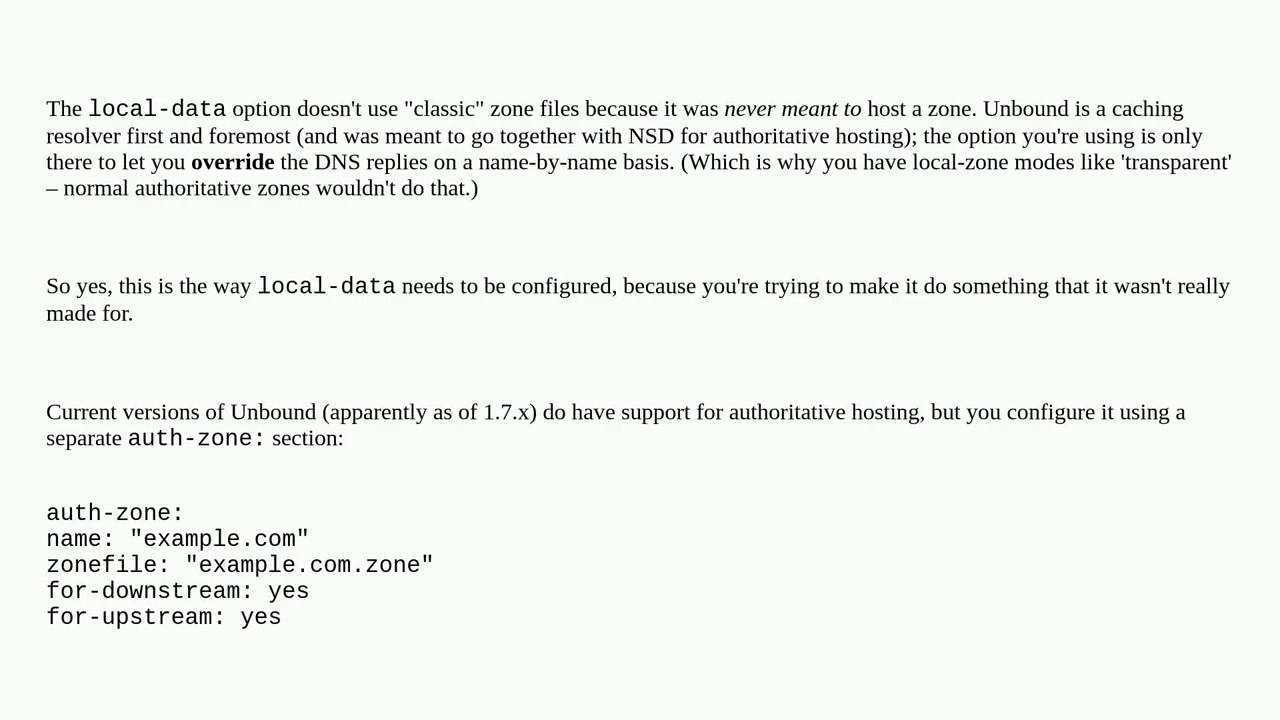 The local-data option doesn't use "classic" zone files because it was never meant to host a zone. Unbound is a caching
resolver first and foremost (and was meant to go together with NSD for authoritative hosting); the option you're using is only
there to let you override the DNS replies on a name-by-name basis. (Which is why you have local-zone modes like 'transparent'
– normal authoritative zones wouldn't do that.)
So yes, this is the way local-data needs to be configured, because you're trying to make it do something that it wasn't really
made for.
Current versions of Unbound (apparently as of 1.7.x) do have support for authoritative hosting, but you configure it using a
separate auth-zone: section:
auth-zone:
name: "example.com"
zonefile: "example.com.zone"
for-downstream: yes
for-upstream: yes